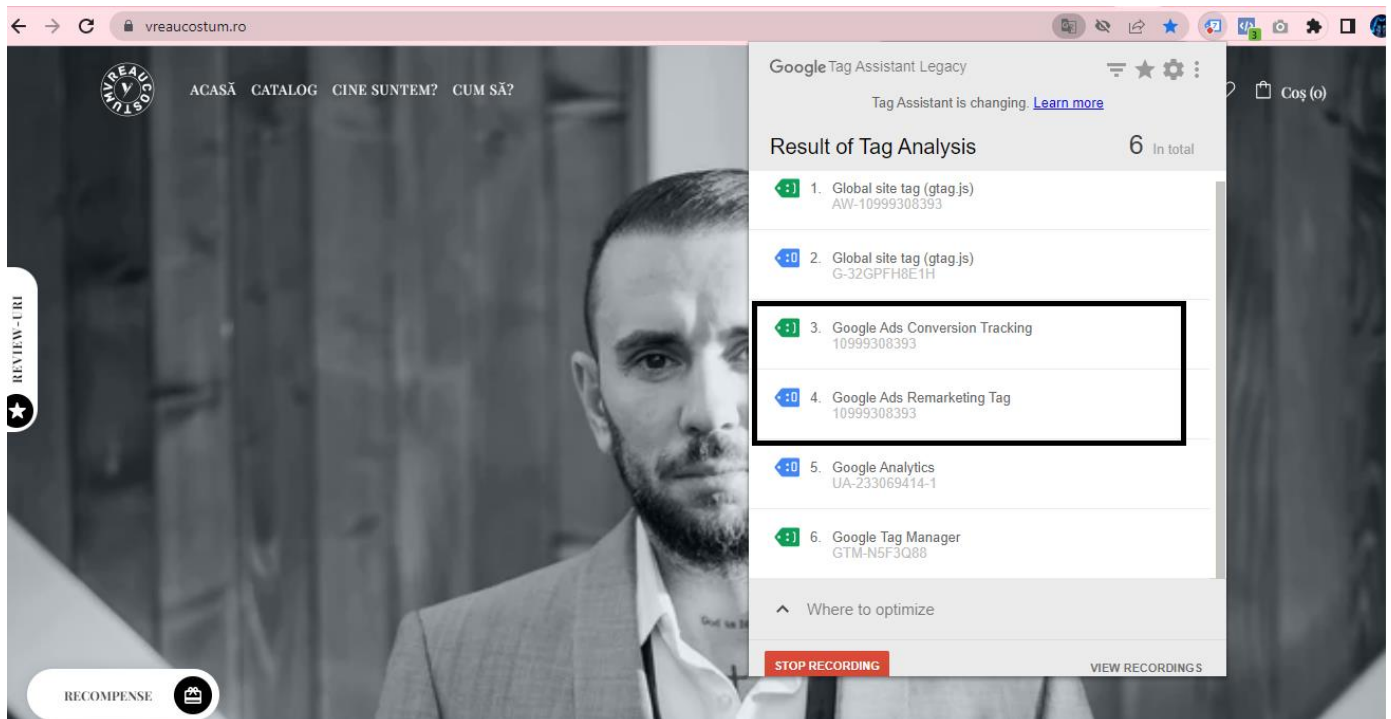 vreaucostum.ro
3
VREAUCOSTUM
V
ACASĂ CATALOG CINE SUNTEM? CUM SĂ?
Coș (0)
REVIEW-URI
RECOMPENSE
Google Tag Assistant Legacy
Tag Assistant is changing. Learn more
Result of Tag Analysis
6 In total
1. Global site tag (gtag.js)
AW-10999308393
2. Global site tag (gtag.js)
G-32GPFH8E1H
3. Google Ads Conversion Tracking
10999308393
4. Google Ads Remarketing Tag
10999308393
5. Google Analytics
UA-233069414-1
6. Google Tag Manager
GTM-N5F3Q88
Where to optimize
STOP RECORDING
VIEW RECORDINGS